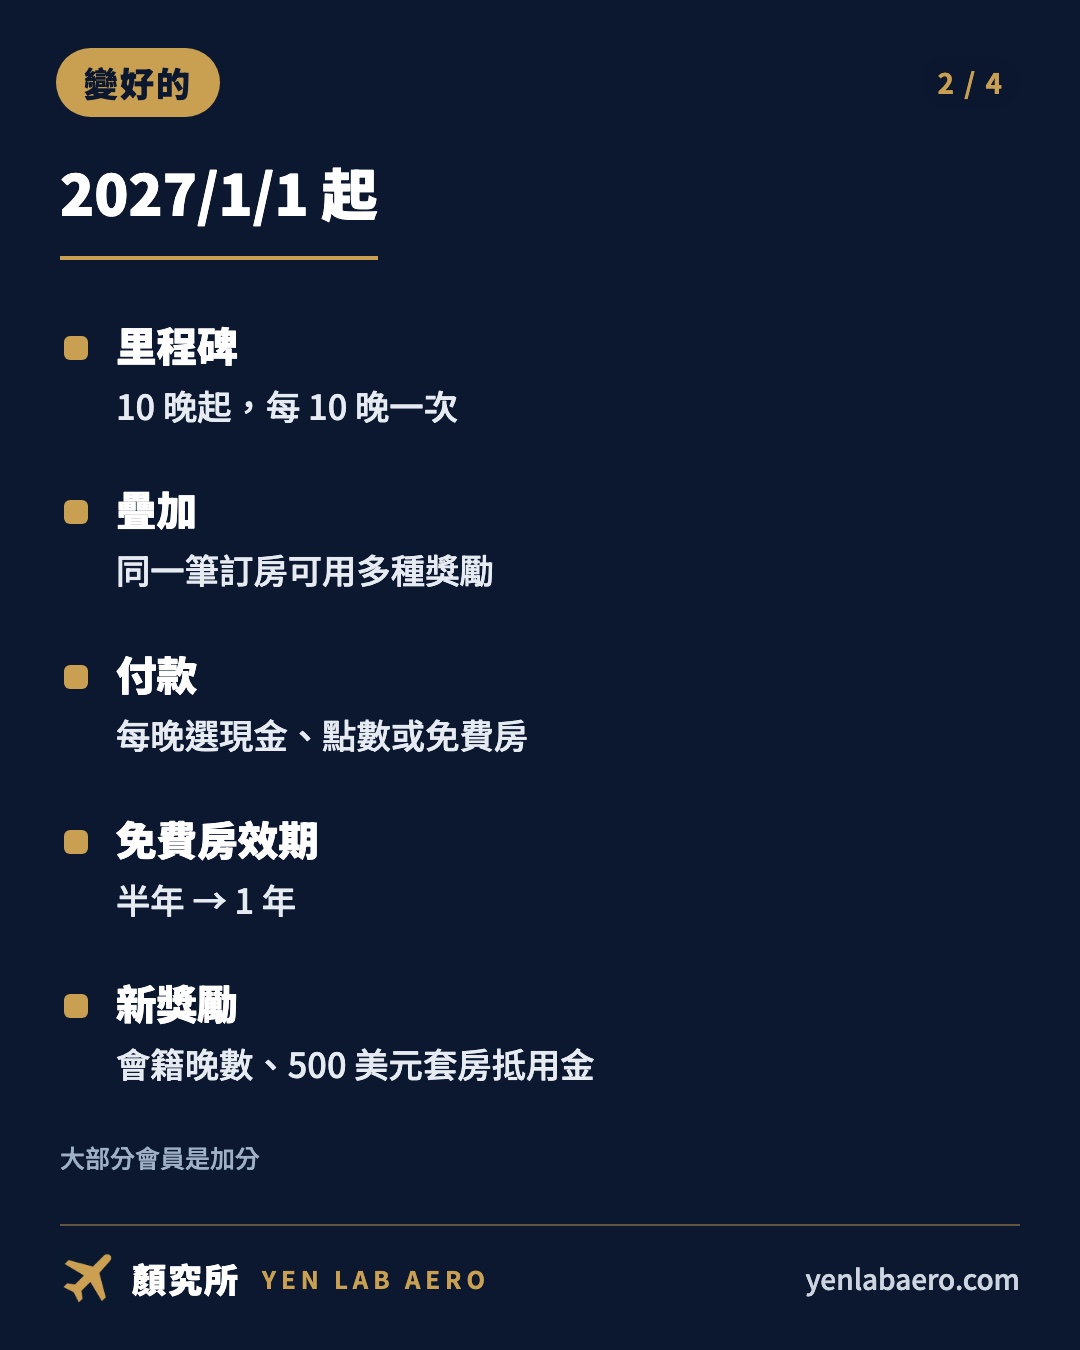 變好的
2 / 4
2027/1/1 起
里程碑
10 晚起，每 10 晚一次
疊加
同一筆訂房可用多種獎勵
付款
每晚選現金、點數或免費房
免費房效期
半年 → 1 年
新獎勵
會籍晚數、500 美元套房抵用金
大部分會員是加分
顏究所 YEN LAB AERO
yenlabaero.com